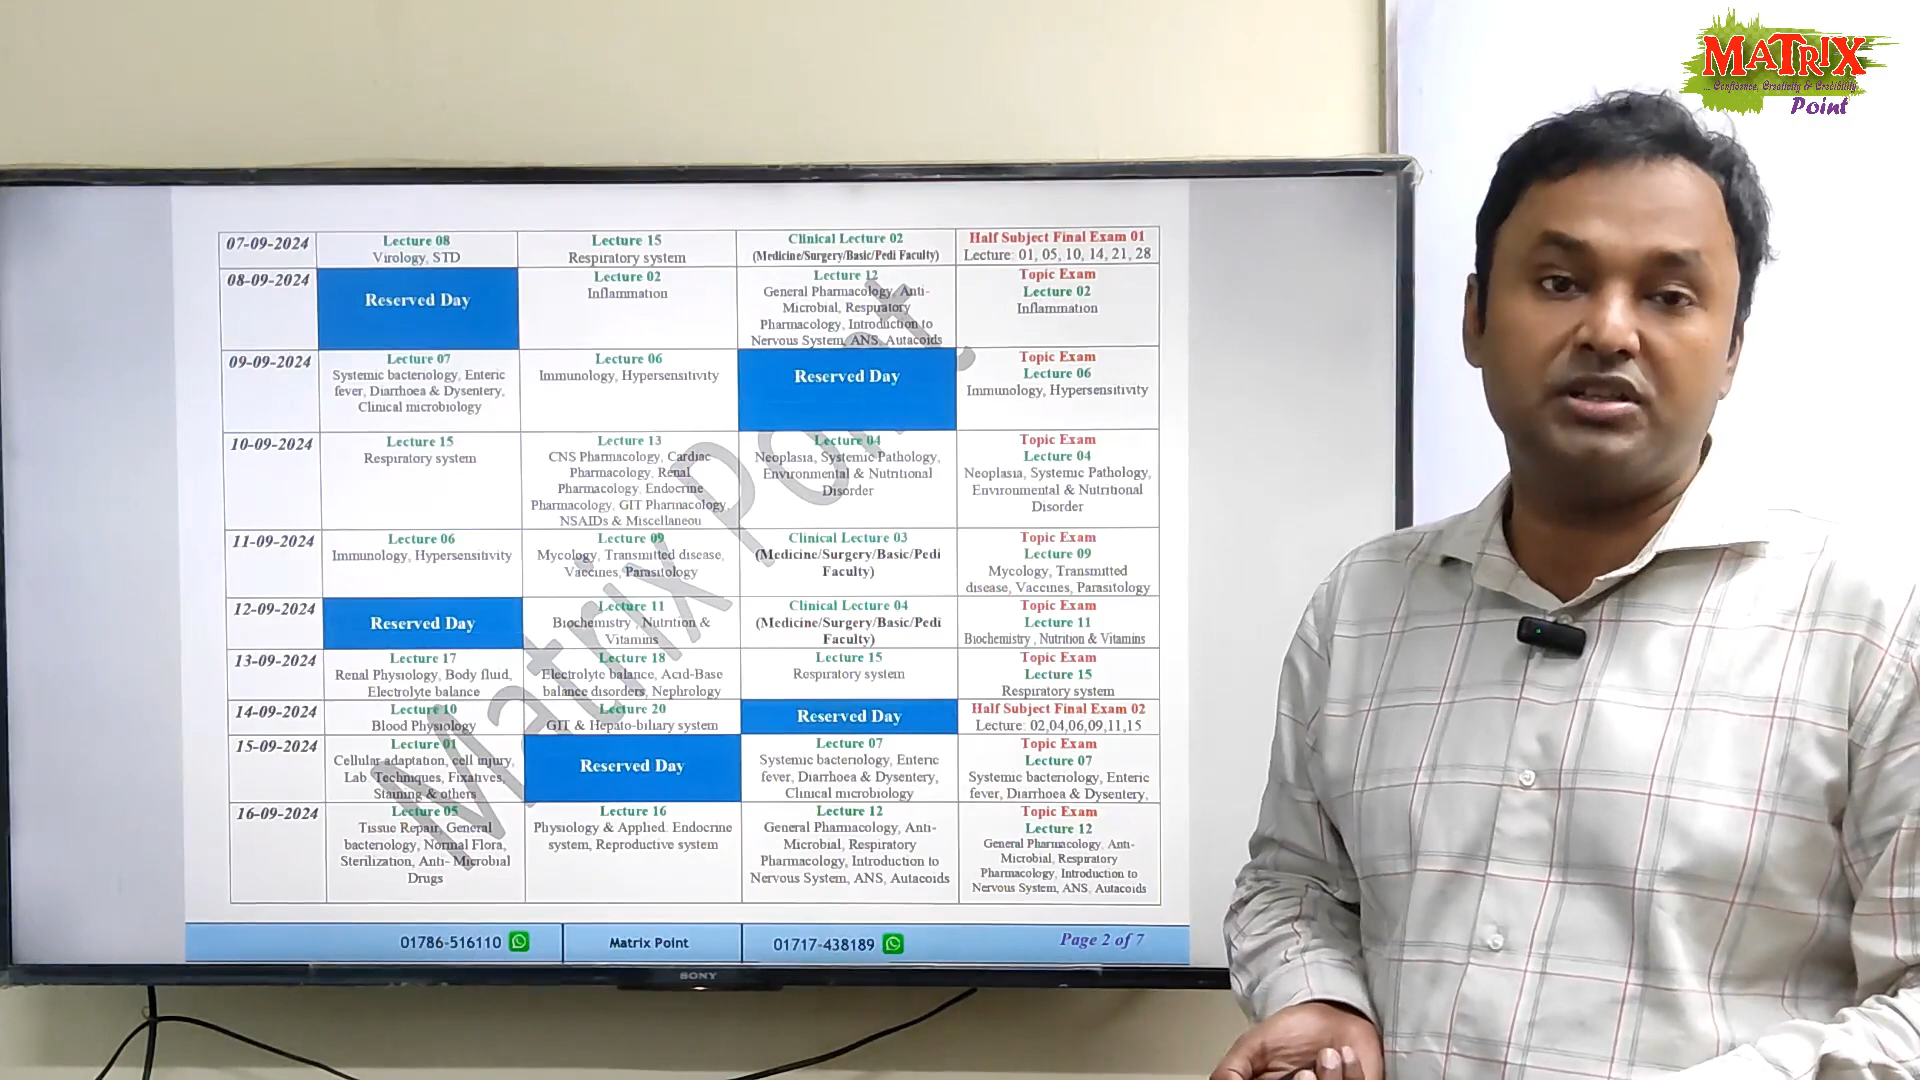 MATRIX
... Confidence, Creativity & Credibility
Point
07-09-2024
Lecture 08
Virology, STD
Lecture 15
Respiratory system
Clinical Lecture 02
(Medicine/Surgery/Basic/Pedi Faculty)
Half Subject Final Exam 01
Lecture: 01, 05, 10, 14, 21, 28
08-09-2024
Reserved Day
Lecture 02
Inflammation
Lecture 12
General Pharmacology, Anti-
Microbial, Respiratory
Pharmacology, Introduction to
Nervous System, ANS, Autacoids
Topic Exam
Lecture 02
Inflammation
09-09-2024
Lecture 07
Systemic bacteriology, Enteric
fever, Diarrhoea & Dysentery,
Clinical microbiology
Lecture 06
Immunology, Hypersensitivity
Reserved Day
Topic Exam
Lecture 06
Immunology, Hypersensitivity
10-09-2024
Lecture 15
Respiratory system
Lecture 13
CNS Pharmacology, Cardiac
Pharmacology, Renal
Pharmacology, Endocrine
Pharmacology, GIT Pharmacology,
NSAIDs & Miscellaneou
Lecture 04
Neoplasia, Systemic Pathology,
Environmental & Nutritional
Disorder
Topic Exam
Lecture 04
Neoplasia, Systemic Pathology,
Environmental & Nutritional
Disorder
11-09-2024
Lecture 06
Immunology, Hypersensitivity
Lecture 09
Mycology, Transmitted disease,
Vaccines, Parasitology
Clinical Lecture 03
(Medicine/Surgery/Basic/Pedi
Faculty)
Topic Exam
Lecture 09
Mycology, Transmitted
disease, Vaccines, Parasitology
12-09-2024
Reserved Day
Lecture 11
Biochemistry , Nutrition &
Vitamins
Clinical Lecture 04
(Medicine/Surgery/Basic/Pedi
Faculty)
Topic Exam
Lecture 11
Biochemistry , Nutrition & Vitamins
13-09-2024
Lecture 17
Renal Physiology, Body fluid,
Electrolyte balance
Lecture 18
Electrolyte balance, Acid-Base
balance disorders, Nephrology
Lecture 15
Respiratory system
Topic Exam
Lecture 15
Respiratory system
14-09-2024
Lecture 10
Blood Physiology
Lecture 20
GIT & Hepato-biliary system
Reserved Day
Half Subject Final Exam 02
Lecture: 02,04,06,09,11,15
15-09-2024
Lecture 01
Cellular adaptation, cell injury,
Lab. Techniques, Fixatives,
Staining & others
Reserved Day
Lecture 07
Systemic bacteriology, Enteric
fever, Diarrhoea & Dysentery,
Clinical microbiology
Topic Exam
Lecture 07
Systemic bacteriology, Enteric
fever, Diarrhoea & Dysentery,
16-09-2024
Lecture 05
Tissue Repair, General
bacteriology, Normal Flora,
Sterilization, Anti- Microbial
Drugs
Lecture 16
Physiology & Applied. Endocrine
system, Reproductive system
Lecture 12
General Pharmacology, Anti-
Microbial, Respiratory
Pharmacology, Introduction to
Nervous System, ANS, Autacoids
Topic Exam
Lecture 12
General Pharmacology, Anti-
Microbial, Respiratory
Pharmacology, Introduction to
Nervous System, ANS, Autacoids
Matrix Point
01786-516110
Matrix Point
01717-438189
Page 2 of 7
SONY